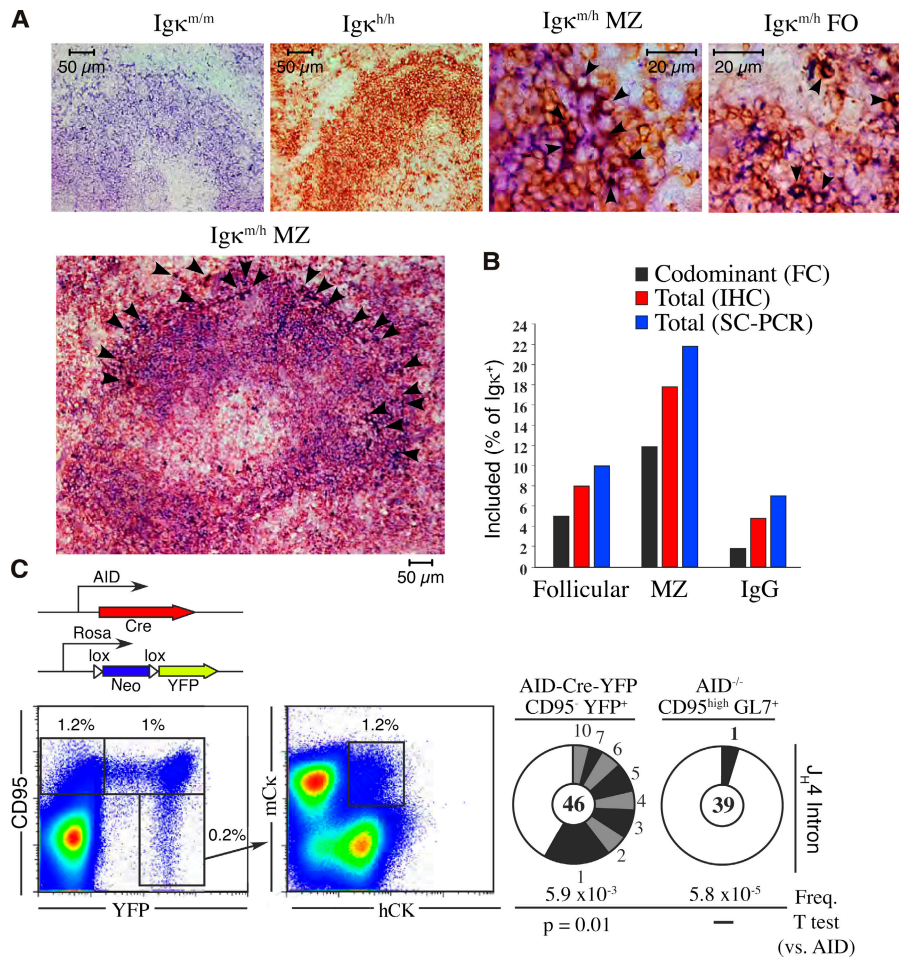 A
Igκm/m
Igκh/h
Igκm/h MZ
Igκm/h FO
50 µm
50 µm
20 µm
20 µm
Igκm/h MZ
50 µm
B
Codominant (FC)
Total (IHC)
Total (SC-PCR)
Included (% of Igκ+)
24
22
20
18
16
14
12
10
8
6
4
2
0
Follicular
MZ
IgG
C
AID
Cre
Rosa
lox
lox
Neo
YFP
1.2%
1%
0.2%
CD95
YFP
1.2%
mCκ
hCK
AID-Cre-YFP
CD95- YFP+
10
7
6
5
4
3
2
1
46
AID-/-
CD95high GL7+
1
39
JH4 Intron
5.9 x10-3
5.8 x10-5
Freq.
p = 0.01
—
T test
(vs. AID)